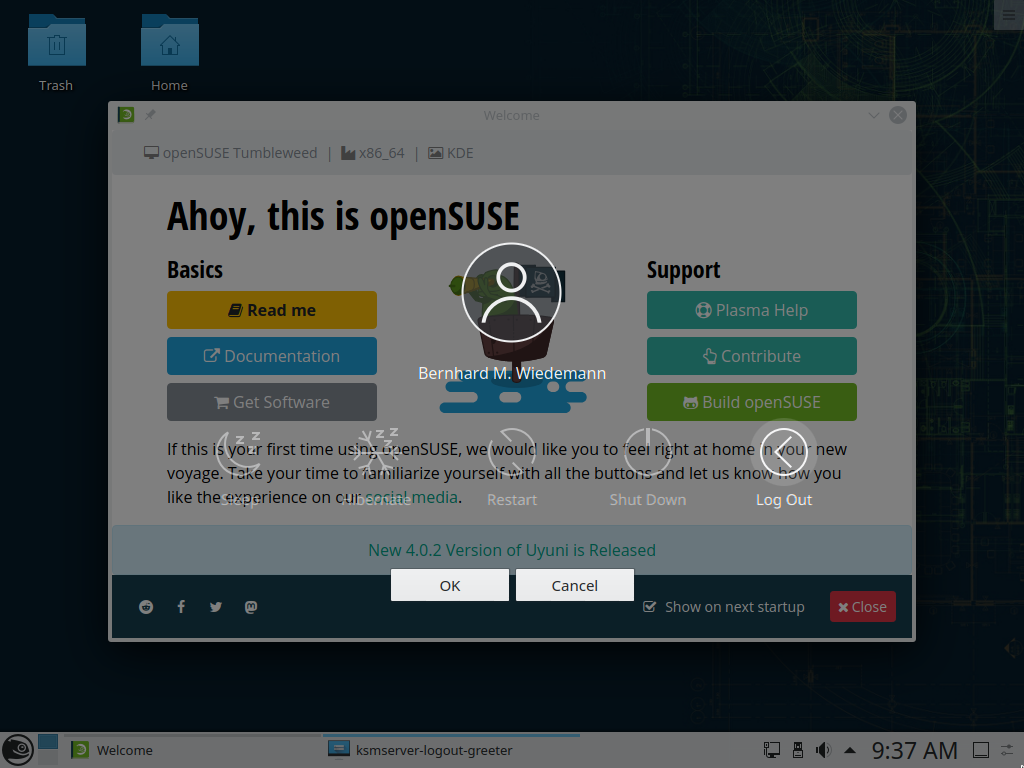 Trash
Home
Welcome
openSUSE Tumbleweed | x86_64 | KDE
Ahoy, this is openSUSE
Basics
Support
Read me
Plasma Help
Documentation
Contribute
Bernhard M. Wiedemann
Get Software
Build openSUSE
If this is your first time using openSUSE, we would like you to feel right at home in your new
voyage. Take your time to familiarize yourself with all the buttons and let us know how you
like the experience on our social media.
Sleep
Hibernate
Restart
Shut Down
Log Out
New 4.0.2 Version of Uyuni is Released
OK
Cancel
Show on next startup
Close
Welcome
ksmserver-logout-greeter
9:37 AM